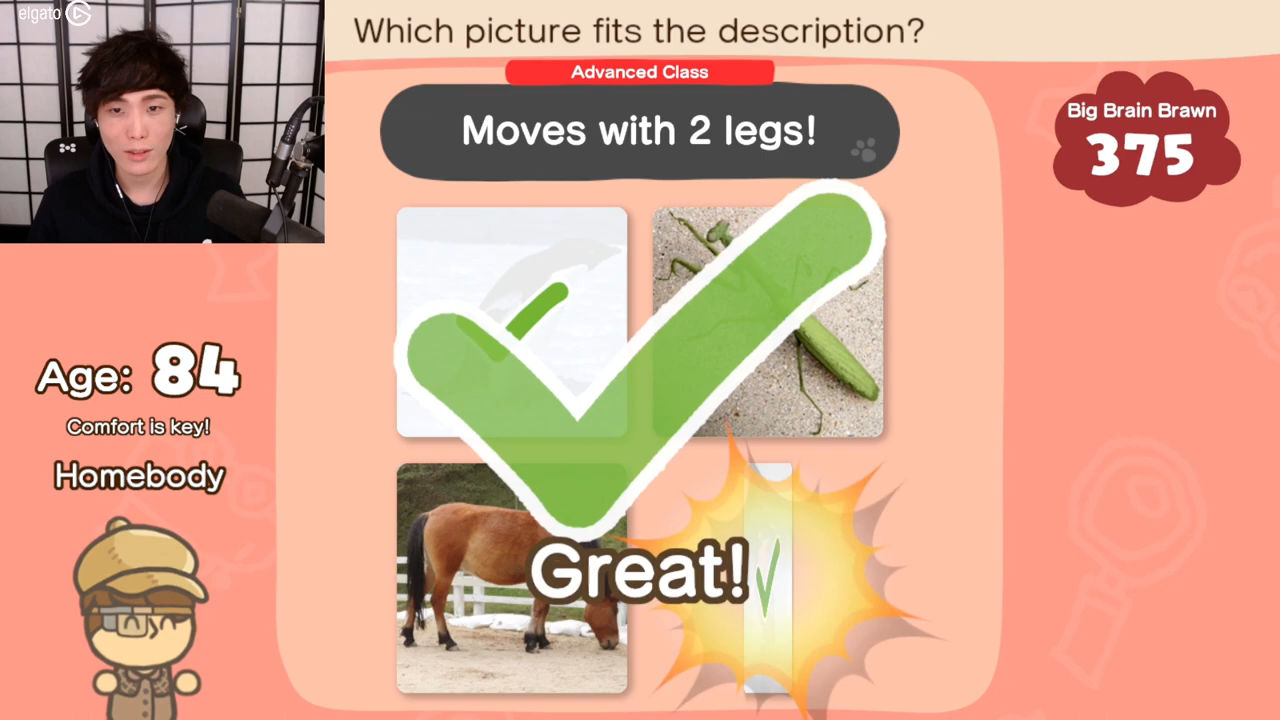 elgato
Which picture fits the description?
Advanced Class
Moves with 2 legs!
Big Brain Brawn
375
Age: 84
Comfort is key!
Homebody
Great!